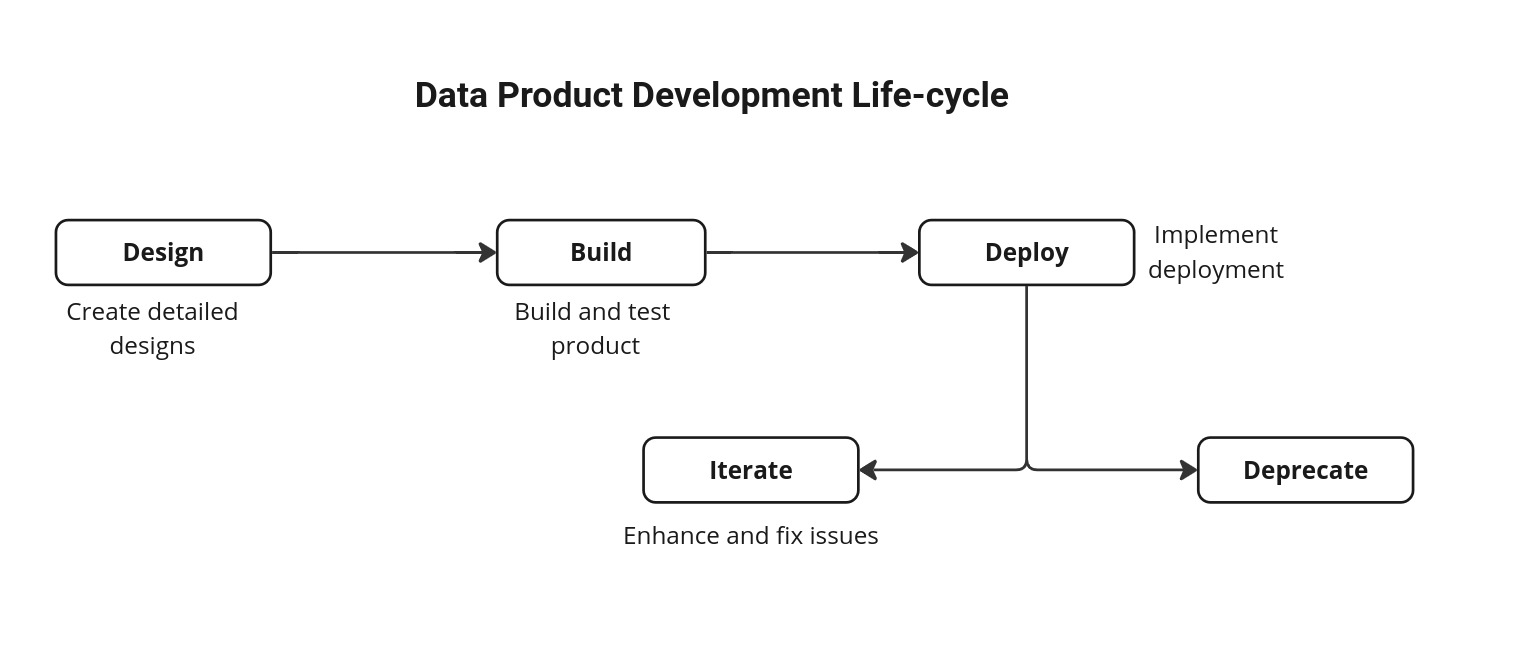 Data Product Development Life-cycle
Design
Create detailed
designs
Build
Build and test
product
Deploy
Implement
deployment
Iterate
Enhance and fix issues
Deprecate